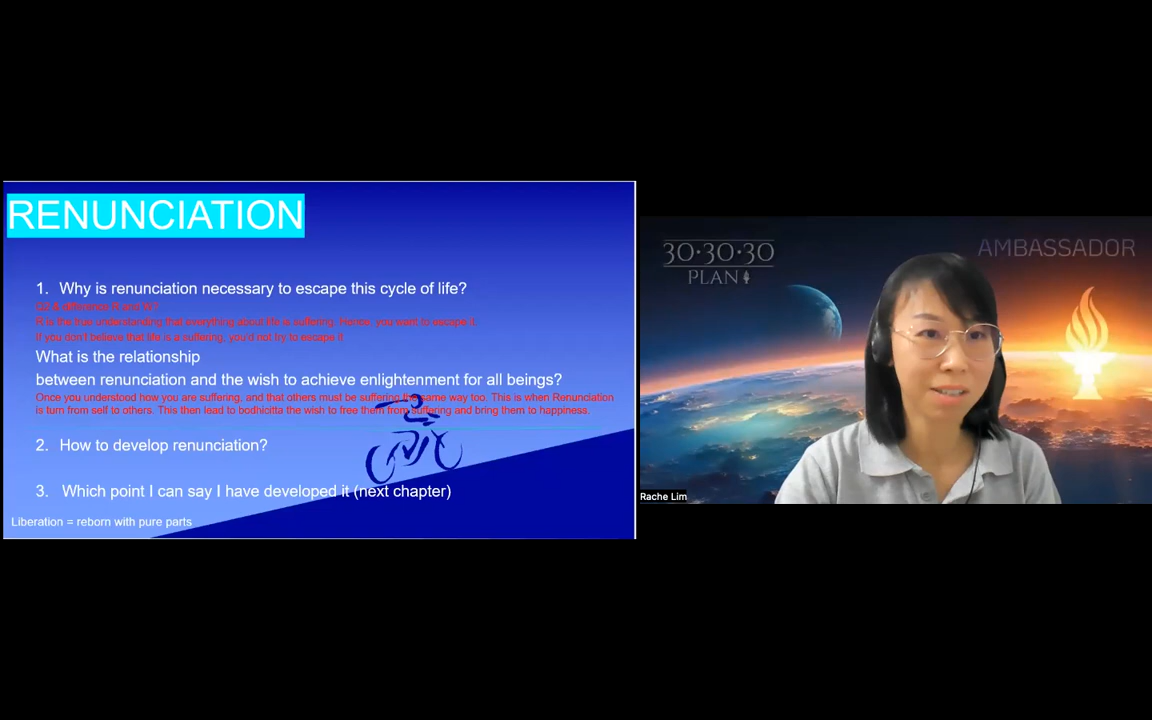 RENUNCIATION
1. Why is renunciation necessary to escape this cycle of life?
Q2 & difference R and W?
R is the true understanding that everything about life is suffering. Hence, you want to escape it.
If you don't believe that life is a suffering, you'd not try to escape it
What is the relationship
between renunciation and the wish to achieve enlightenment for all beings?
Once you understood how you are suffering, and that others must be suffering the same way too. This is when Renunciation
is turn from self to others. This then lead to bodhicitta the wish to free them from suffering and bring them to happiness.
2. How to develop renunciation?
3. Which point I can say I have developed it (next chapter)
Liberation = reborn with pure parts
30·30·30
PLAN
AMBASSADOR
Rache Lim